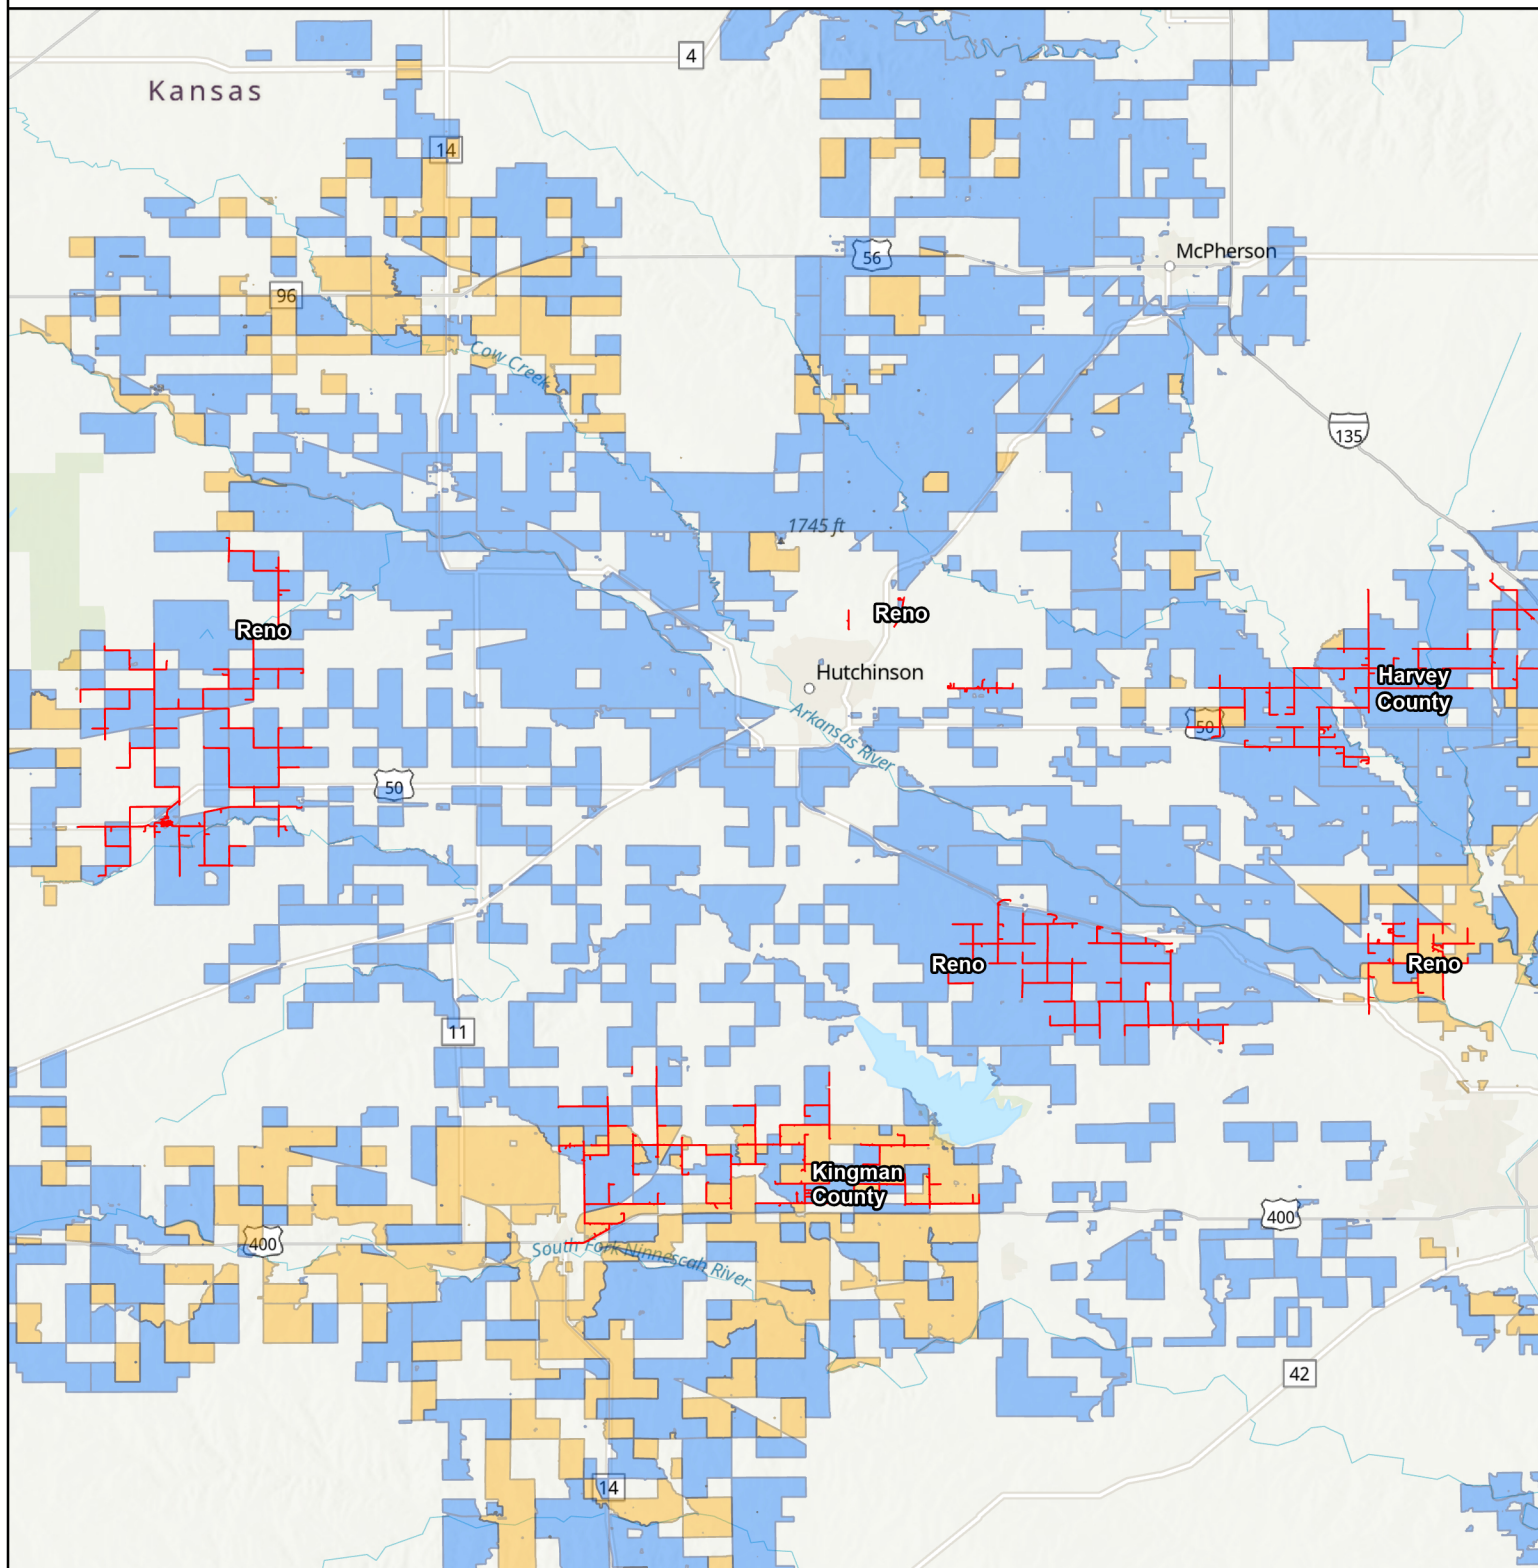 4
Kansas
14
56
McPherson
96
Cow Creek
135
1745 ft
Reno
Reno
Hutchinson
Harvey
County
Arkansas River
50
50
Reno
Reno
11
Kingman
County
400
400
South Fork Ninnescah River
42
14